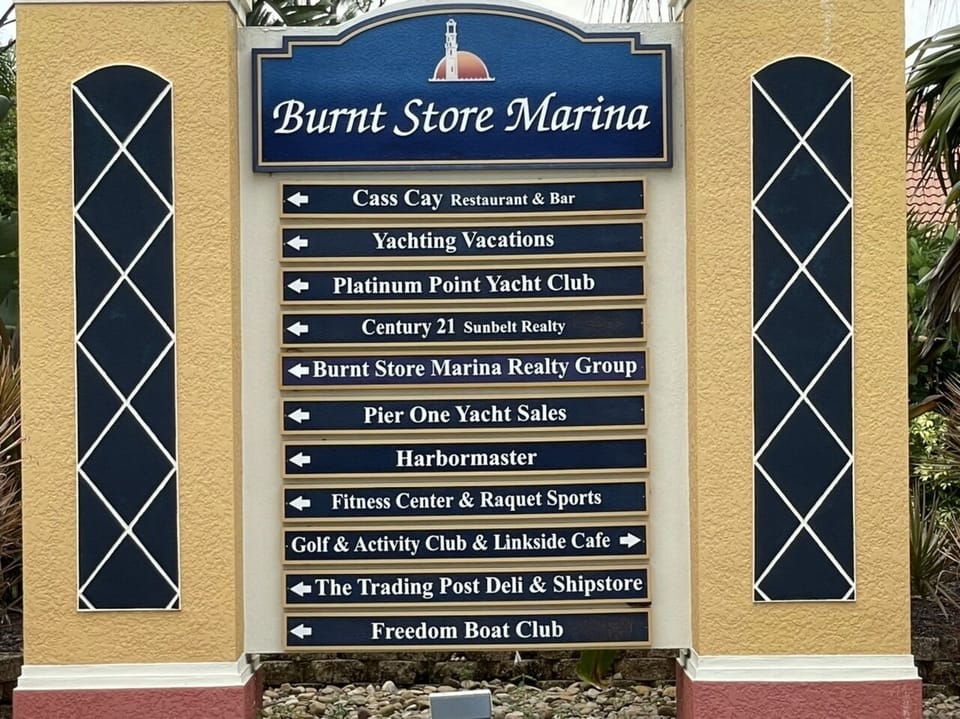 Burnt Store Marina
← Cass Cay Restaurant & Bar
← Yachting Vacations
← Platinum Point Yacht Club
← Century 21 Sunbelt Realty
← Burnt Store Marina Realty Group
← Pier One Yacht Sales
← Harbormaster
← Fitness Center & Raquet Sports
Golf & Activity Club & Linkside Cafe →
← The Trading Post Deli & Shipstore
← Freedom Boat Club